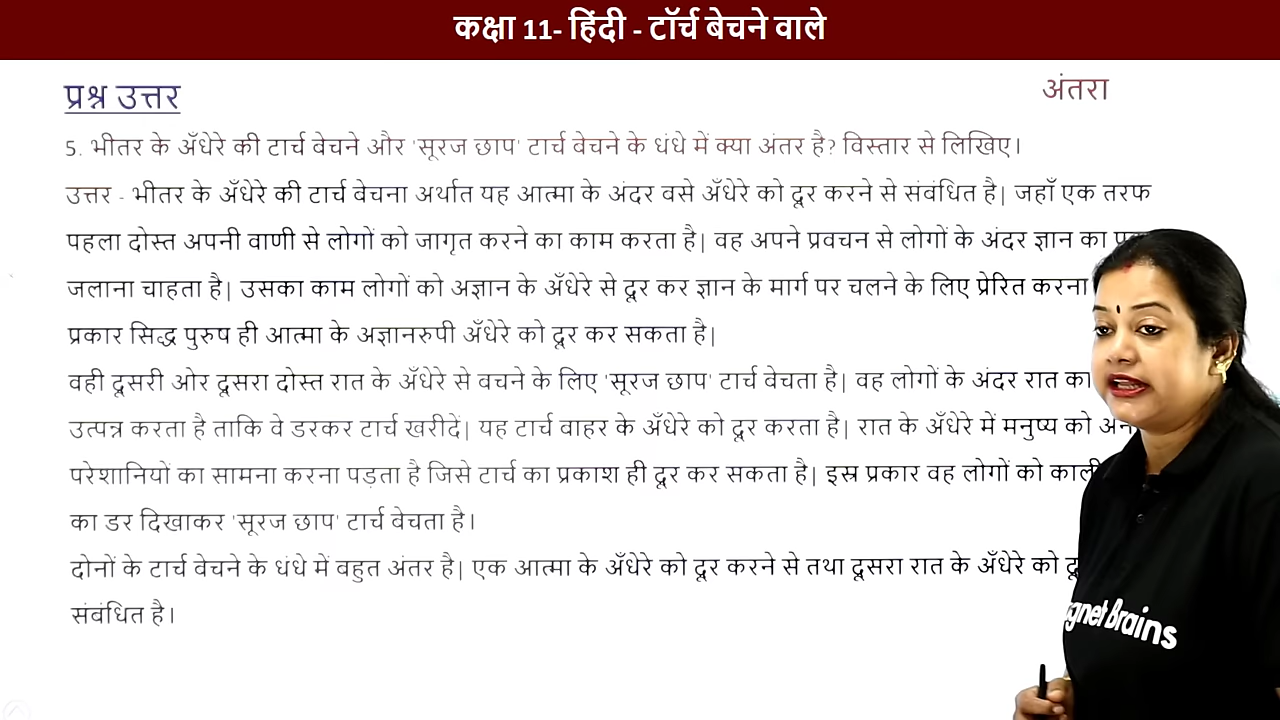 कक्षा 11- हिंदी - टॉर्च बेचने वाले
प्रश्न उत्तर
अंतरा
5. भीतर के अँधेरे की टार्च बेचने और 'सूरज छाप' टार्च बेचने के धंधे में क्या अंतर है? विस्तार से लिखिए।
उत्तर - भीतर के अँधेरे की टार्च बेचना अर्थात यह आत्मा के अंदर बसे अँधेरे को दूर करने से संबंधित है| जहाँ एक तरफ
पहला दोस्त अपनी वाणी से लोगों को जागृत करने का काम करता है| वह अपने प्रवचन से लोगों के अंदर ज्ञान का
जलाना चाहता है| उसका काम लोगों को अज्ञान के अँधेरे से दूर कर ज्ञान के मार्ग पर चलने के लिए प्रेरित करना
प्रकार सिद्ध पुरुष ही आत्मा के अज्ञानरुपी अँधेरे को दूर कर सकता है|
वही दूसरी ओर दूसरा दोस्त रात के अँधेरे से वचने के लिए 'सूरज छाप' टार्च बेचता है| वह लोगों के अंदर रात का
उत्पन्न करता है ताकि वे डरकर टार्च खरीदें| यह टार्च वाहर के अँधेरे को दूर करता है| रात के अँधेरे में मनुष्य को
परेशानियों का सामना करना पड़ता है जिसे टार्च का प्रकाश ही दूर कर सकता है| इस प्रकार वह लोगों को काली
का डर दिखाकर 'सूरज छाप' टार्च वेचता है।
दोनों के टार्च वेचने के धंधे में वहुत अंतर है| एक आत्मा के अँधेरे को दूर करने से तथा दूसरा रात के अँधेरे को
संबंधित है।
gnet Brains